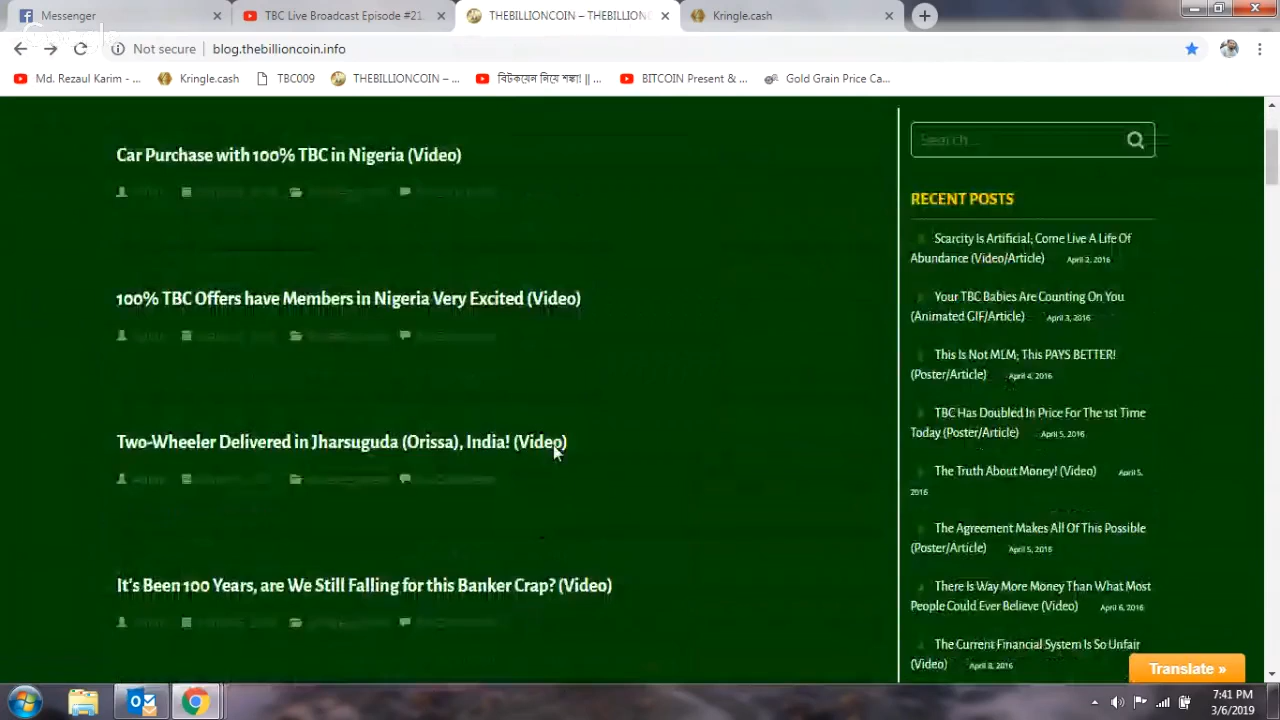 Messenger
TBC Live Broadcast Episode #21
THEBILLIONCOIN – THEBILLIONC
Kringle.cash
Google
Not secure
blog.thebillioncoin.info
Md. Rezaul Karim - ...
Kringle.cash
TBC009
THEBILLIONCOIN – ...
বিটকয়েন নিয়ে শঙ্কা || ...
BITCOIN Present & ...
Gold Grain Price Ca...
Car Purchase with 100% TBC in Nigeria (Video)
100% TBC Offers have Members in Nigeria Very Excited (Video)
Two-Wheeler Delivered in Jharsuguda (Orissa), India! (Video)
It's Been 100 Years, are We Still Falling for this Banker Crap? (Video)
Search …
RECENT POSTS
Scarcity Is Artificial; Come Live A Life Of
Abundance (Video/Article) April 2, 2016
Your TBC Babies Are Counting On You
(Animated GIF/Article) April 3, 2016
This Is Not MLM; This PAYS BETTER!
(Poster/Article) April 4, 2016
TBC Has Doubled In Price For The 1st Time
Today (Poster/Article) April 5, 2016
The Truth About Money! (Video) April 5,
2016
The Agreement Makes All Of This Possible
(Poster/Article) April 5, 2016
There Is Way More Money Than What Most
People Could Ever Believe (Video) April 6, 2016
The Current Financial System Is So Unfair
(Video) April 8, 2016
Translate »
7:41 PM
3/6/2019